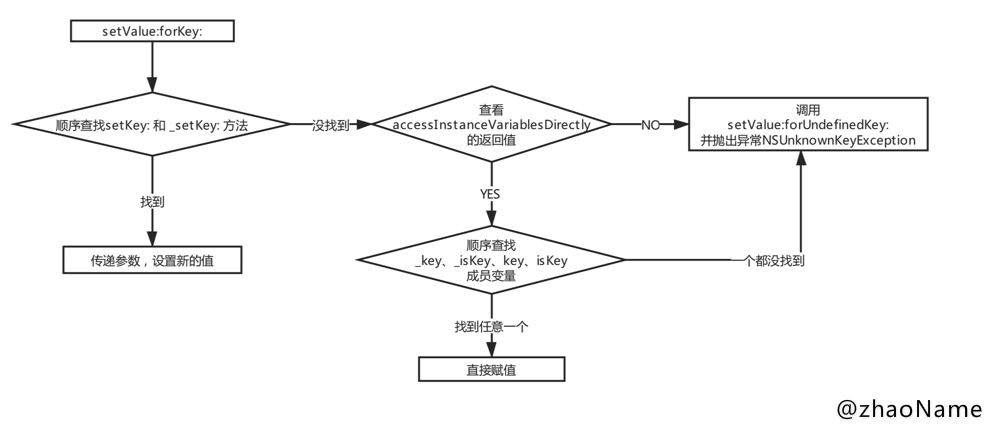 setValue:forKey:
顺序查找setKey: 和 _setKey: 方法
没找到
查看
accessInstanceVariablesDirectly
的返回值
NO
调用
setValue:forUndefinedKey:
并抛出异常NSUnknownKeyException
找到
YES
传递参数，设置新的值
顺序查找
_key、_isKey、key、isKey
成员变量
一个都没找到
找到任意一个
直接赋值
@zhaoName